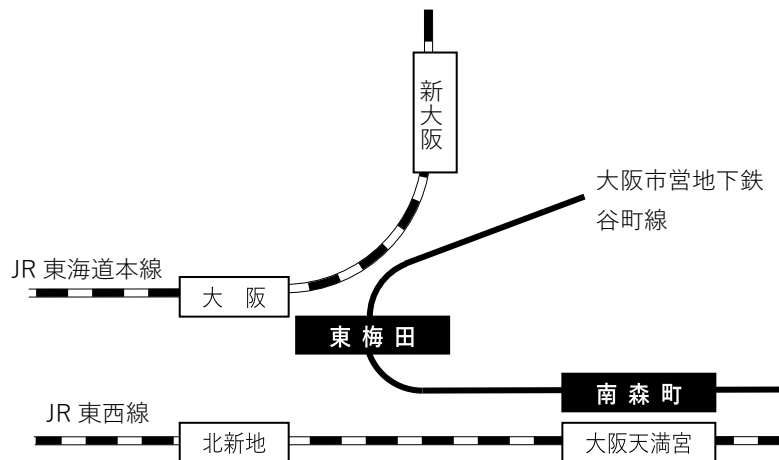 新大阪
大阪市営地下鉄
谷町線
JR 東海道本線
大 阪
東梅田
南森町
JR 東西線
北新地
大阪天満宮